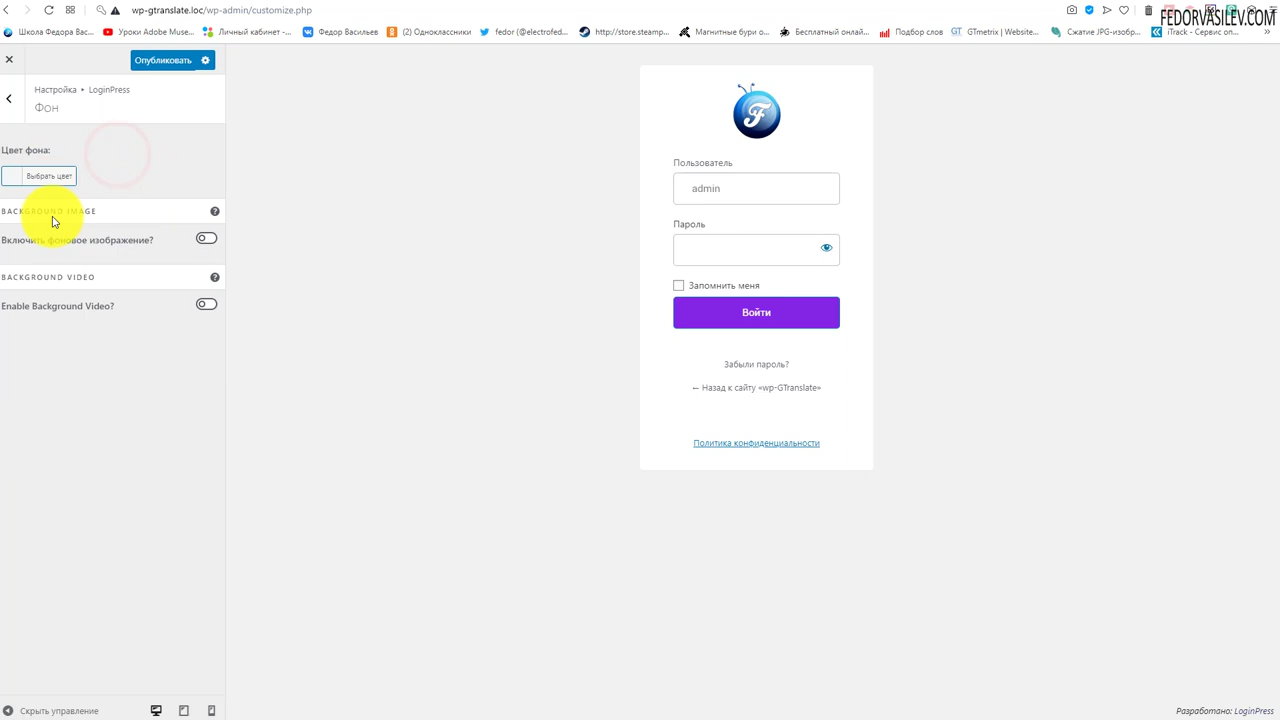 wp-gtranslate.loc/wp-admin/customize.php
FEDORVASILEV.COM
Школа Федора Вас...
Уроки Adobe Muse...
Личный кабинет -...
Федор Васильев
(2) Одноклассники
fedor (@electrofed...
http://store.steamp...
Магнитные бури о...
Бесплатный онлай...
Подбор слов
GTmetrix | Website...
Сжатие JPG-изобр...
iTrack - Сервис оп...
Опубликовать
Настройка ▸ LoginPress
Фон
Цвет фона:
Выбрать цвет
BACKGROUND IMAGE
Включить фоновое изображение?
BACKGROUND VIDEO
Enable Background Video?
Скрыть управление
F
Пользователь
admin
Пароль
Запомнить меня
Войти
Забыли пароль?
← Назад к сайту «wp-GTranslate»
Политика конфиденциальности
Разработано: LoginPress